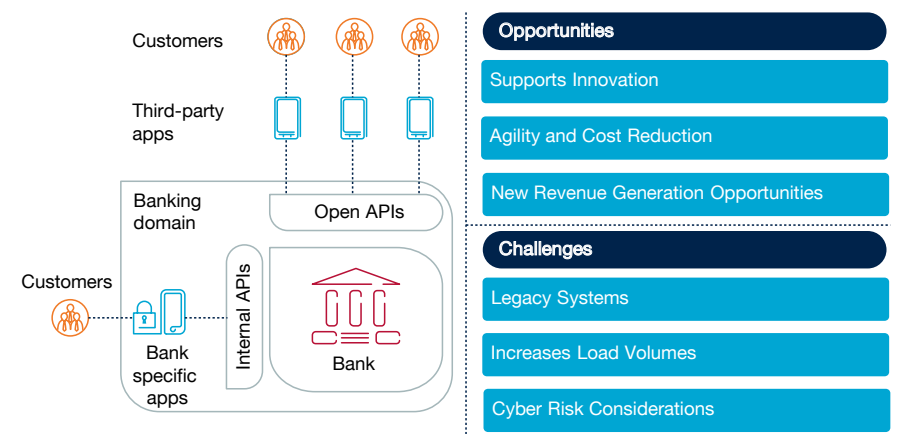 Customers
Third-party
apps
Banking
domain
Open APIs
Customers
Internal APIs
Bank
specific
apps
Bank
Opportunities
Supports Innovation
Agility and Cost Reduction
New Revenue Generation Opportunities
Challenges
Legacy Systems
Increases Load Volumes
Cyber Risk Considerations